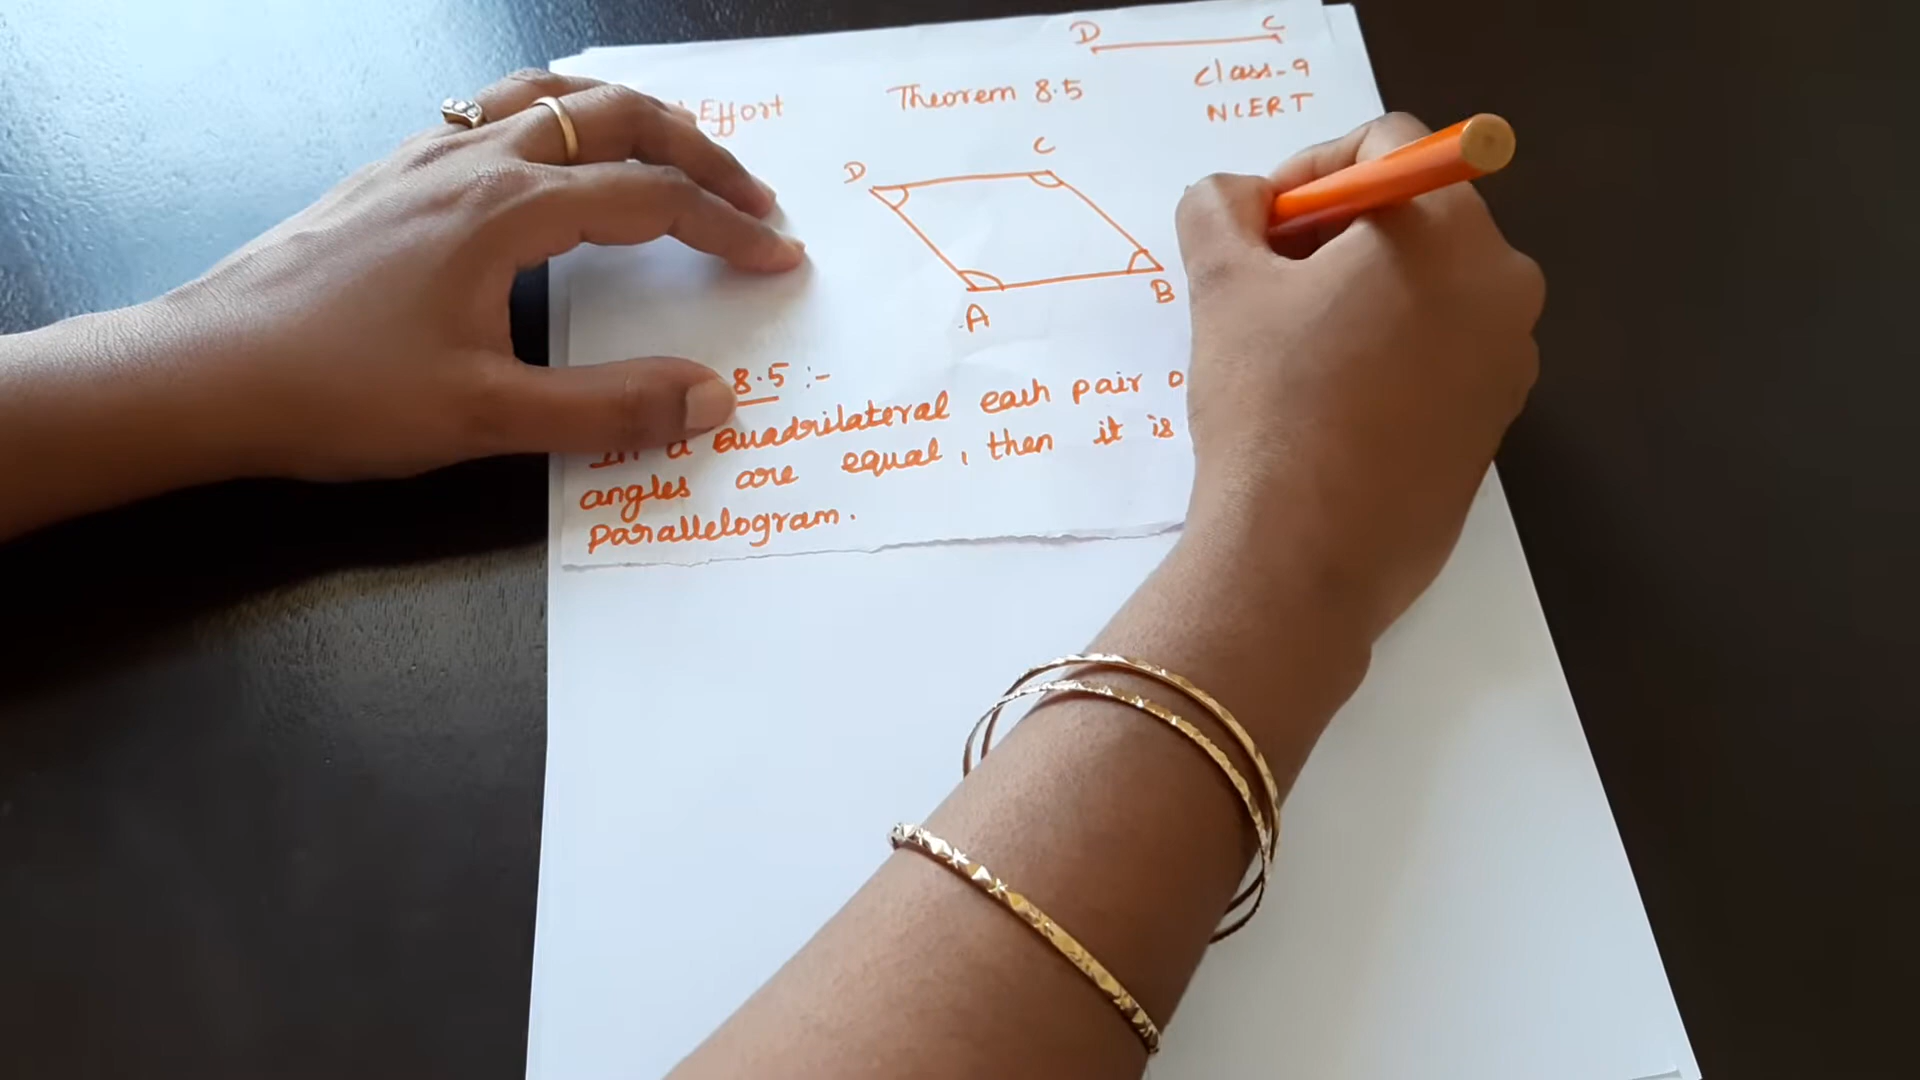 D C
Effort Theorem 8.5 Class-9
NCERT
D C
A B
8.5 :-
In a Quadrilateral each pair
angles are equal, then it is
Parallelogram.